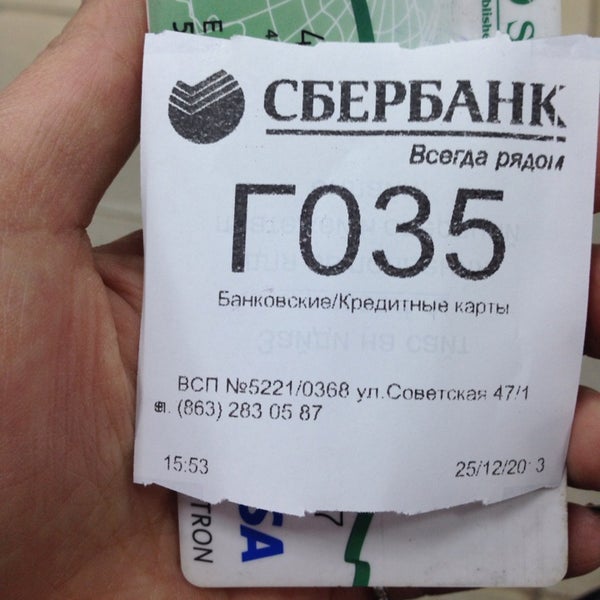 СБЕРБАНК
Всегда рядом
Г035
Банковские/Кредитные карты
ВСП №5221/0368 ул.Советская 47/1
(863) 283 05 87
15:53 25/12/2013
TRON